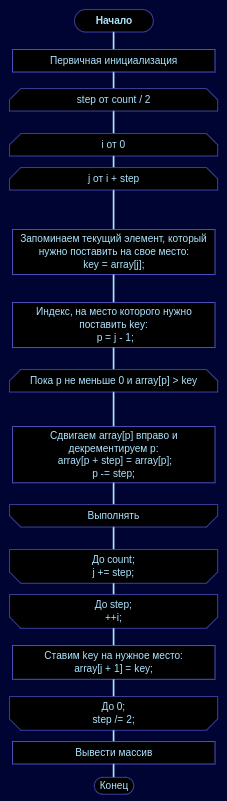 Начало
Первичная инициализация
step от count / 2
i от 0
j от i + step
Запоминаем текущий элемент, который
нужно поставить на свое место:
key = array[j];
Индекс, на место которого нужно
поставить key:
p = j - 1;
Пока p не меньше 0 и array[p] > key
Сдвигаем array[p] вправо и
декрементируем p:
array[p + step] = array[p];
p -= step;
Выполнять
До count;
j += step;
До step;
++i;
Ставим key на нужное место:
array[j + 1] = key;
До 0;
step /= 2;
Вывести массив
Конец